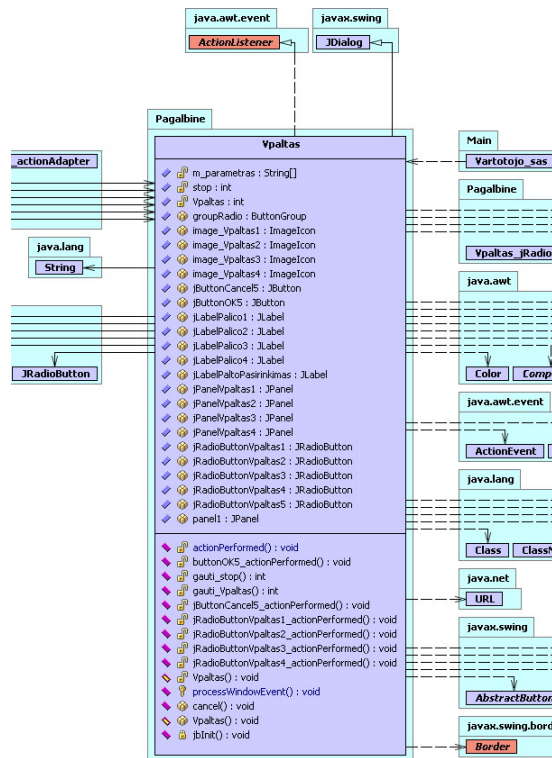 java.awt.event
javax.swing
ActionListener
JDialog
Pagalbine
Vpaltas
_actionAdapter
java.lang
String
JRadioButton
m_parametras : String[]
stop : int
Vpaltas : int
groupRadio : ButtonGroup
image_Vpaltas1 : ImageIcon
image_Vpaltas2 : ImageIcon
image_Vpaltas3 : ImageIcon
image_Vpaltas4 : ImageIcon
jButtonCancel5 : JButton
jButtonOK5 : JButton
jLabelPalico1 : JLabel
jLabelPalico2 : JLabel
jLabelPalico3 : JLabel
jLabelPalico4 : JLabel
jLabelPaltoPasirinkimas : JLabel
jPanelVpaltas1 : JPanel
jPanelVpaltas2 : JPanel
jPanelVpaltas3 : JPanel
jPanelVpaltas4 : JPanel
jRadioButtonVpaltas1 : JRadioButton
jRadioButtonVpaltas2 : JRadioButton
jRadioButtonVpaltas3 : JRadioButton
jRadioButtonVpaltas4 : JRadioButton
jRadioButtonVpaltas5 : JRadioButton
panel1 : JPanel
actionPerformed() : void
buttonOK5_actionPerformed() : void
gauti_stop() : int
gauti_Vpaltas() : int
jButtonCancel5_actionPerformed() : void
jRadioButtonVpaltas1_actionPerformed() : void
jRadioButtonVpaltas2_actionPerformed() : void
jRadioButtonVpaltas3_actionPerformed() : void
jRadioButtonVpaltas4_actionPerformed() : void
Vpaltas() : void
processWindowEvent() : void
cancel() : void
Vpaltas() : void
jbInit() : void
Main
Vartotojo_sas
Pagalbine
Vpaltas_jRadio
java.awt
Color Comp
java.awt.event
ActionEvent
java.lang
Class ClassN
java.net
URL
javax.swing
AbstractButton
javax.swing.bord
Border